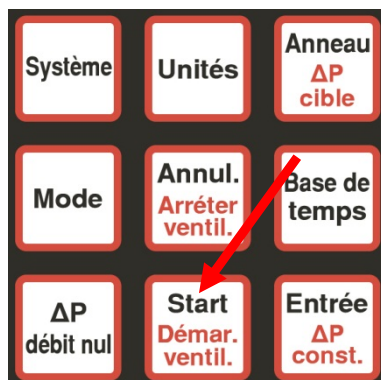 Système
Unités
Anneau
ΔP
cible
Mode
Annul.
Arréter
ventil.
Base de
temps
ΔP
débit nul
Start
Démar.
ventil.
Entrée
ΔP
const.